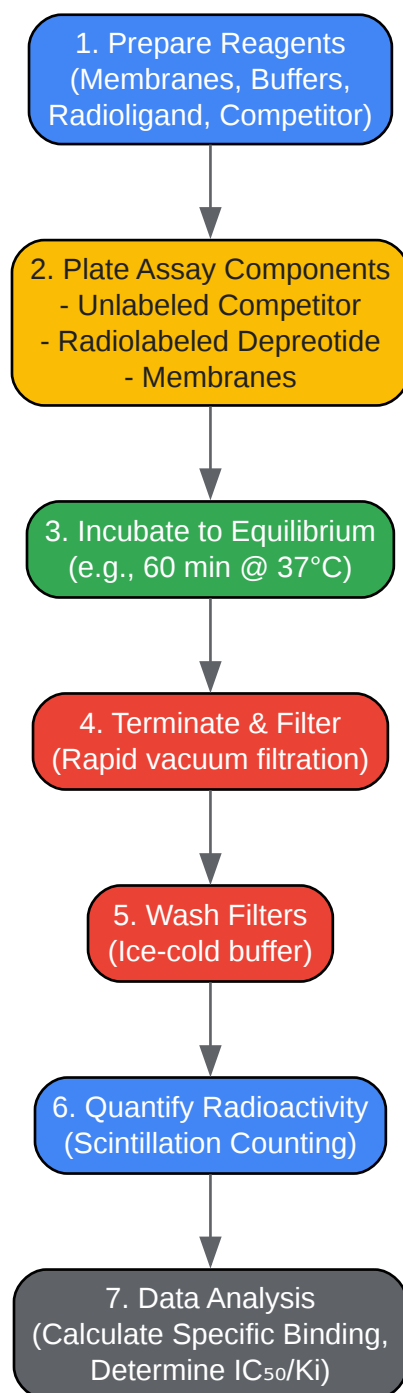 1. Prepare Reagents
(Membranes, Buffers,
Radioligand, Competitor)
2. Plate Assay Components
- Unlabeled Competitor
- Radiolabeled Depreotide
- Membranes
3. Incubate to Equilibrium
(e.g., 60 min @ 37°C)
4. Terminate & Filter
(Rapid vacuum filtration)
5. Wash Filters
(Ice-cold buffer)
6. Quantify Radioactivity
(Scintillation Counting)
7. Data Analysis
(Calculate Specific Binding,
Determine IC₅₀/Ki)